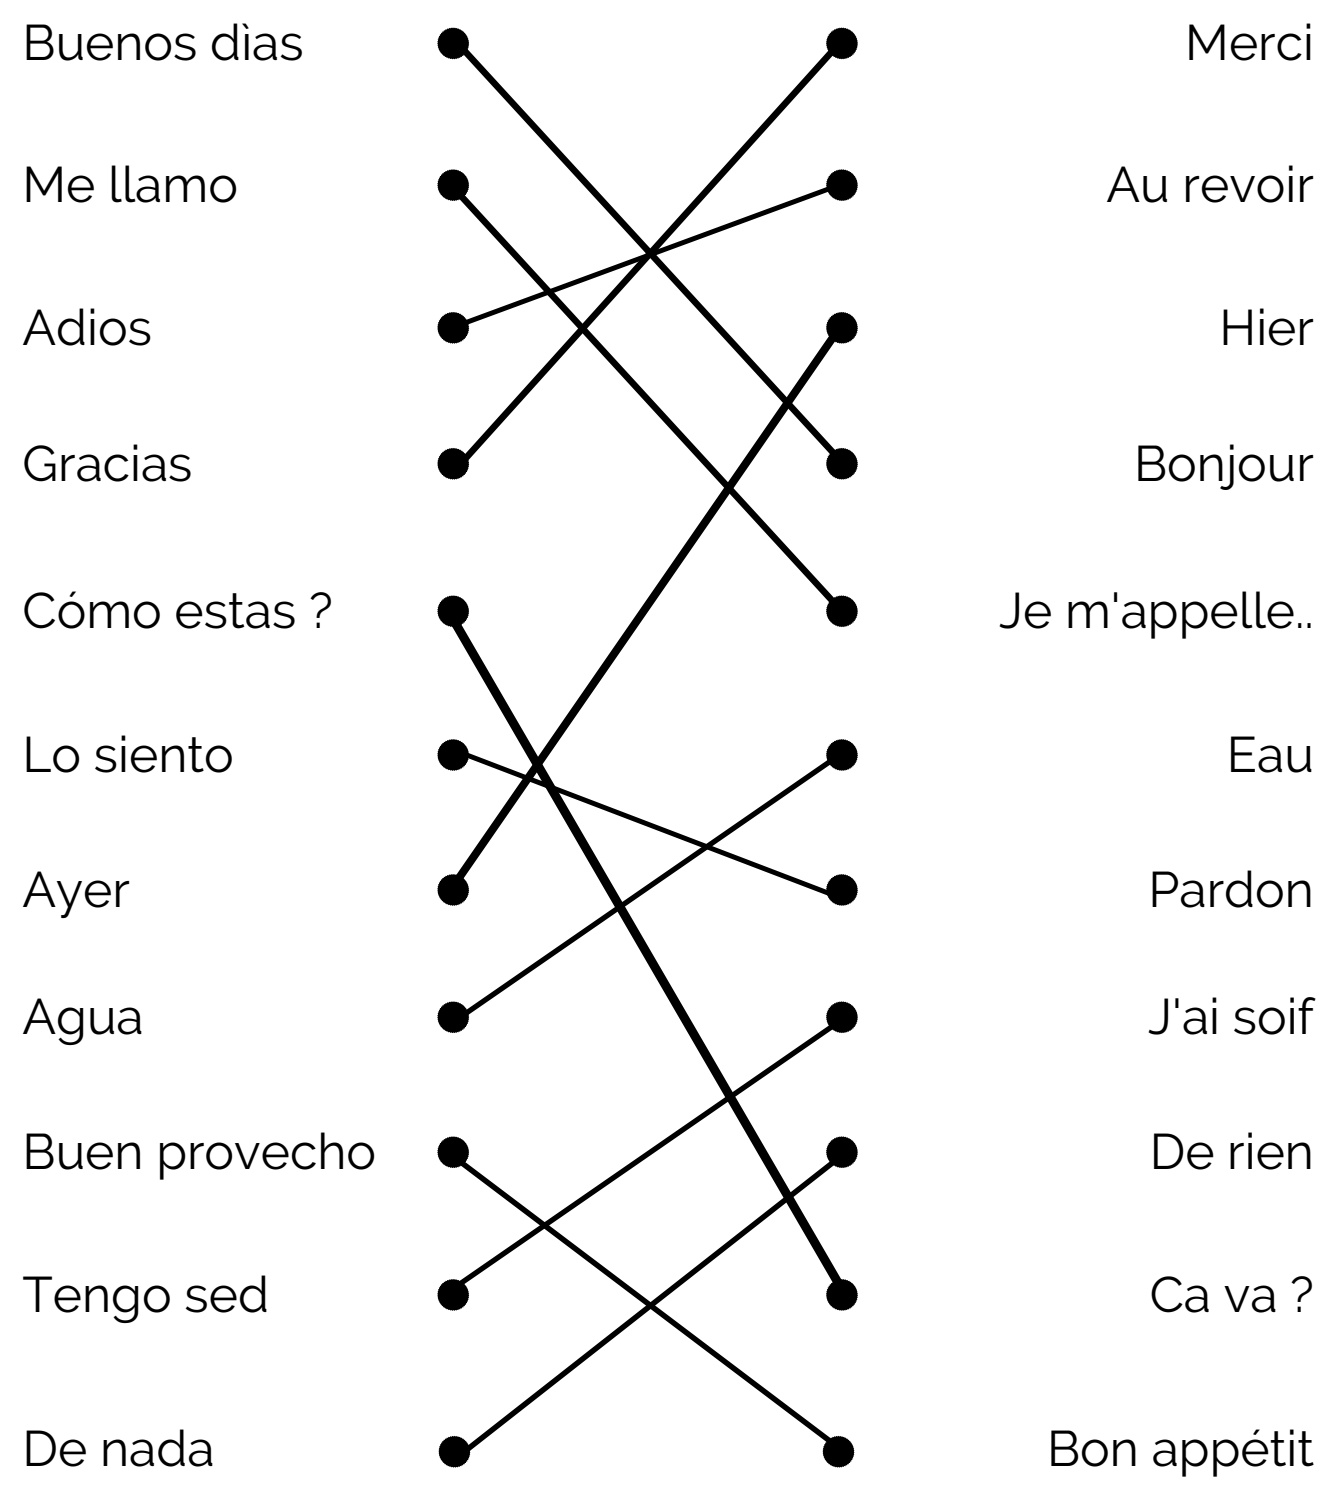 Buenos dìas
Merci
Me llamo
Au revoir
Adios
Hier
Gracias
Bonjour
Cómo estas ?
Je m'appelle..
Lo siento
Eau
Ayer
Pardon
Agua
J'ai soif
Buen provecho
De rien
Tengo sed
Ca va ?
De nada
Bon appétit